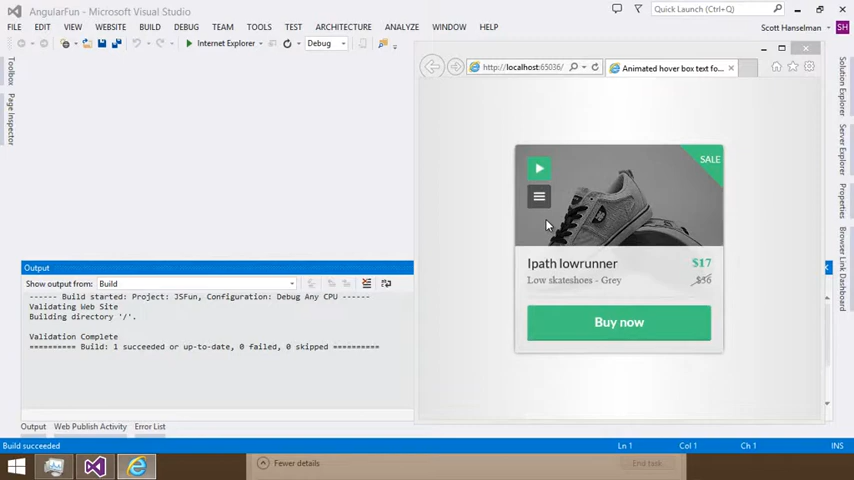 AngularFun - Microsoft Visual Studio
Quick Launch (Ctrl+Q)
FILE EDIT VIEW WEBSITE BUILD DEBUG TEAM TOOLS TEST ARCHITECTURE ANALYZE WINDOW HELP
Scott Hanselman SH
Internet Explorer Debug
Toolbox
Page Inspector
http://localhost:65036/
Animated hover box text fo...
SALE
Ipath lowrunner $17
Low skateshoes - Grey $36
Buy now
Solution Explorer
Server Explorer
Properties
Browser Link Dashboard
Output
Show output from: Build
------ Build started: Project: JSFun, Configuration: Debug Any CPU ------
Validating Web Site
Building directory '/'.
Validation Complete
========== Build: 1 succeeded or up-to-date, 0 failed, 0 skipped ==========
Output Web Publish Activity Error List
Build succeeded Ln 1 Col 1 Ch 1 INS
Fewer details End task